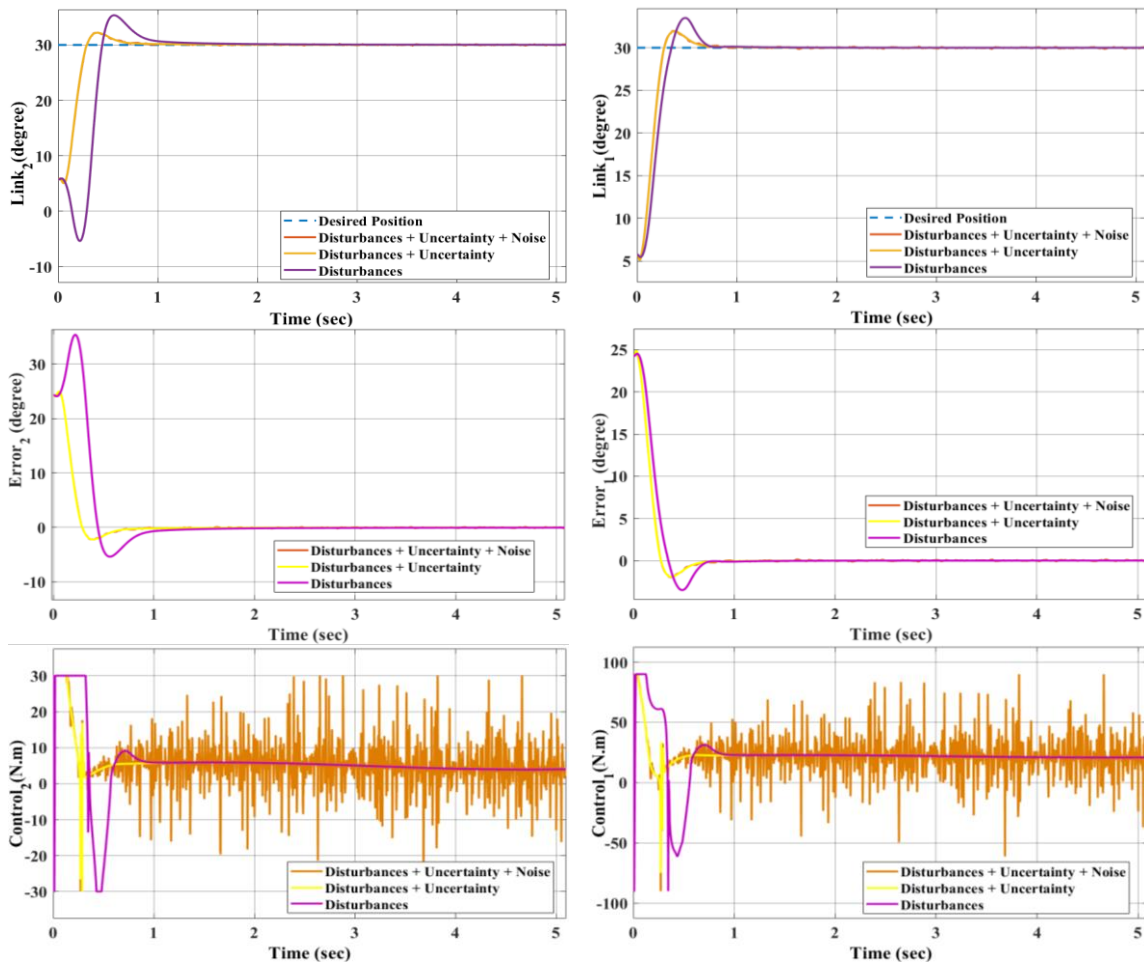 Link2 (degree)
30
20
10
0
-10
0 1 2 3 4 5
Time (sec)
Desired Position
Disturbances + Uncertainty + Noise
Disturbances + Uncertainty
Disturbances
Link1 (degree)
30
25
20
15
10
5
0 1 2 3 4 5
Time (sec)
Desired Position
Disturbances + Uncertainty + Noise
Disturbances + Uncertainty
Disturbances
Error2 (degree)
30
20
10
0
-10
0 1 2 3 4 5
Time (sec)
Disturbances + Uncertainty + Noise
Disturbances + Uncertainty
Disturbances
Error1 (degree)
25
20
15
10
5
0
0 1 2 3 4 5
Time (sec)
Disturbances + Uncertainty + Noise
Disturbances + Uncertainty
Disturbances
Control2 (N.m)
30
20
10
0
-10
-20
-30
0 1 2 3 4 5
Time (sec)
Disturbances + Uncertainty + Noise
Disturbances + Uncertainty
Disturbances
Control1 (N.m)
100
50
0
-50
-100
0 1 2 3 4 5
Time (sec)
Disturbances + Uncertainty + Noise
Disturbances + Uncertainty
Disturbances